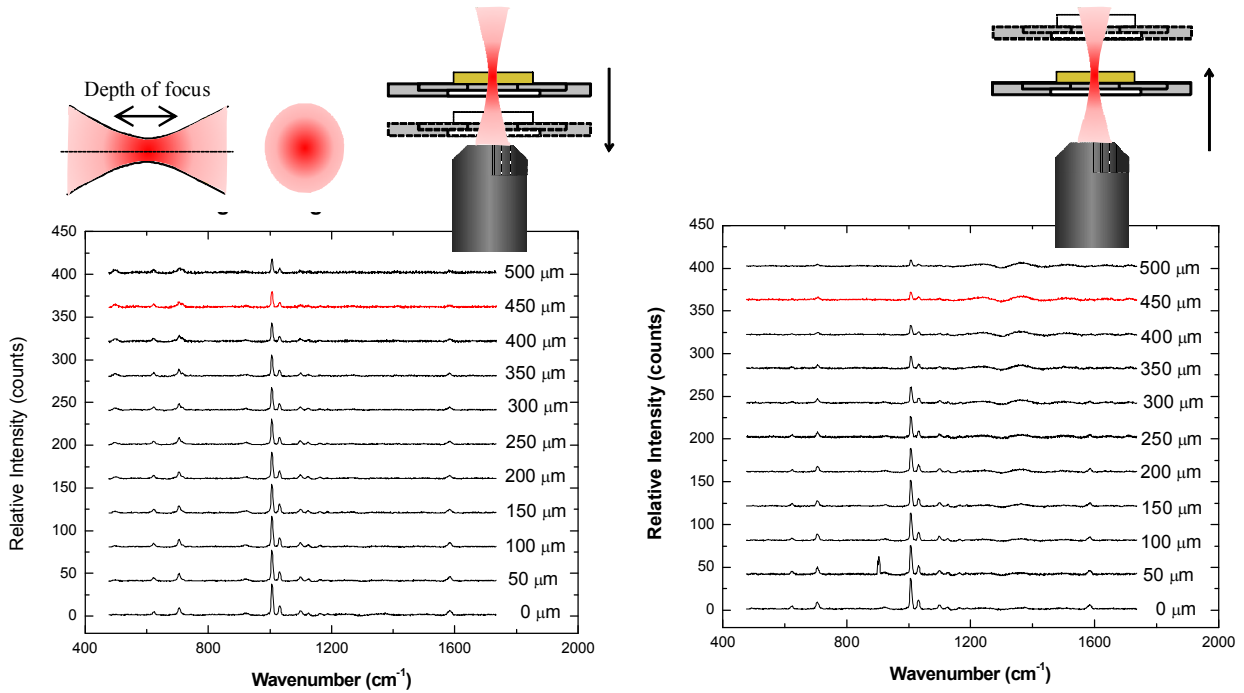 Depth of focus
450
400
350
300
250
200
150
100
50
0
Relative Intensity (counts)
500 μm
450 μm
400 μm
350 μm
300 μm
250 μm
200 μm
150 μm
100 μm
50 μm
0 μm
400 800 1200 1600 2000
Wavenumber (cm⁻¹)
450
400
350
300
250
200
150
100
50
0
Relative Intensity (counts)
500 μm
450 μm
400 μm
350 μm
300 μm
250 μm
200 μm
150 μm
100 μm
50 μm
0 μm
400 800 1200 1600 2000
Wavenumber (cm⁻¹)